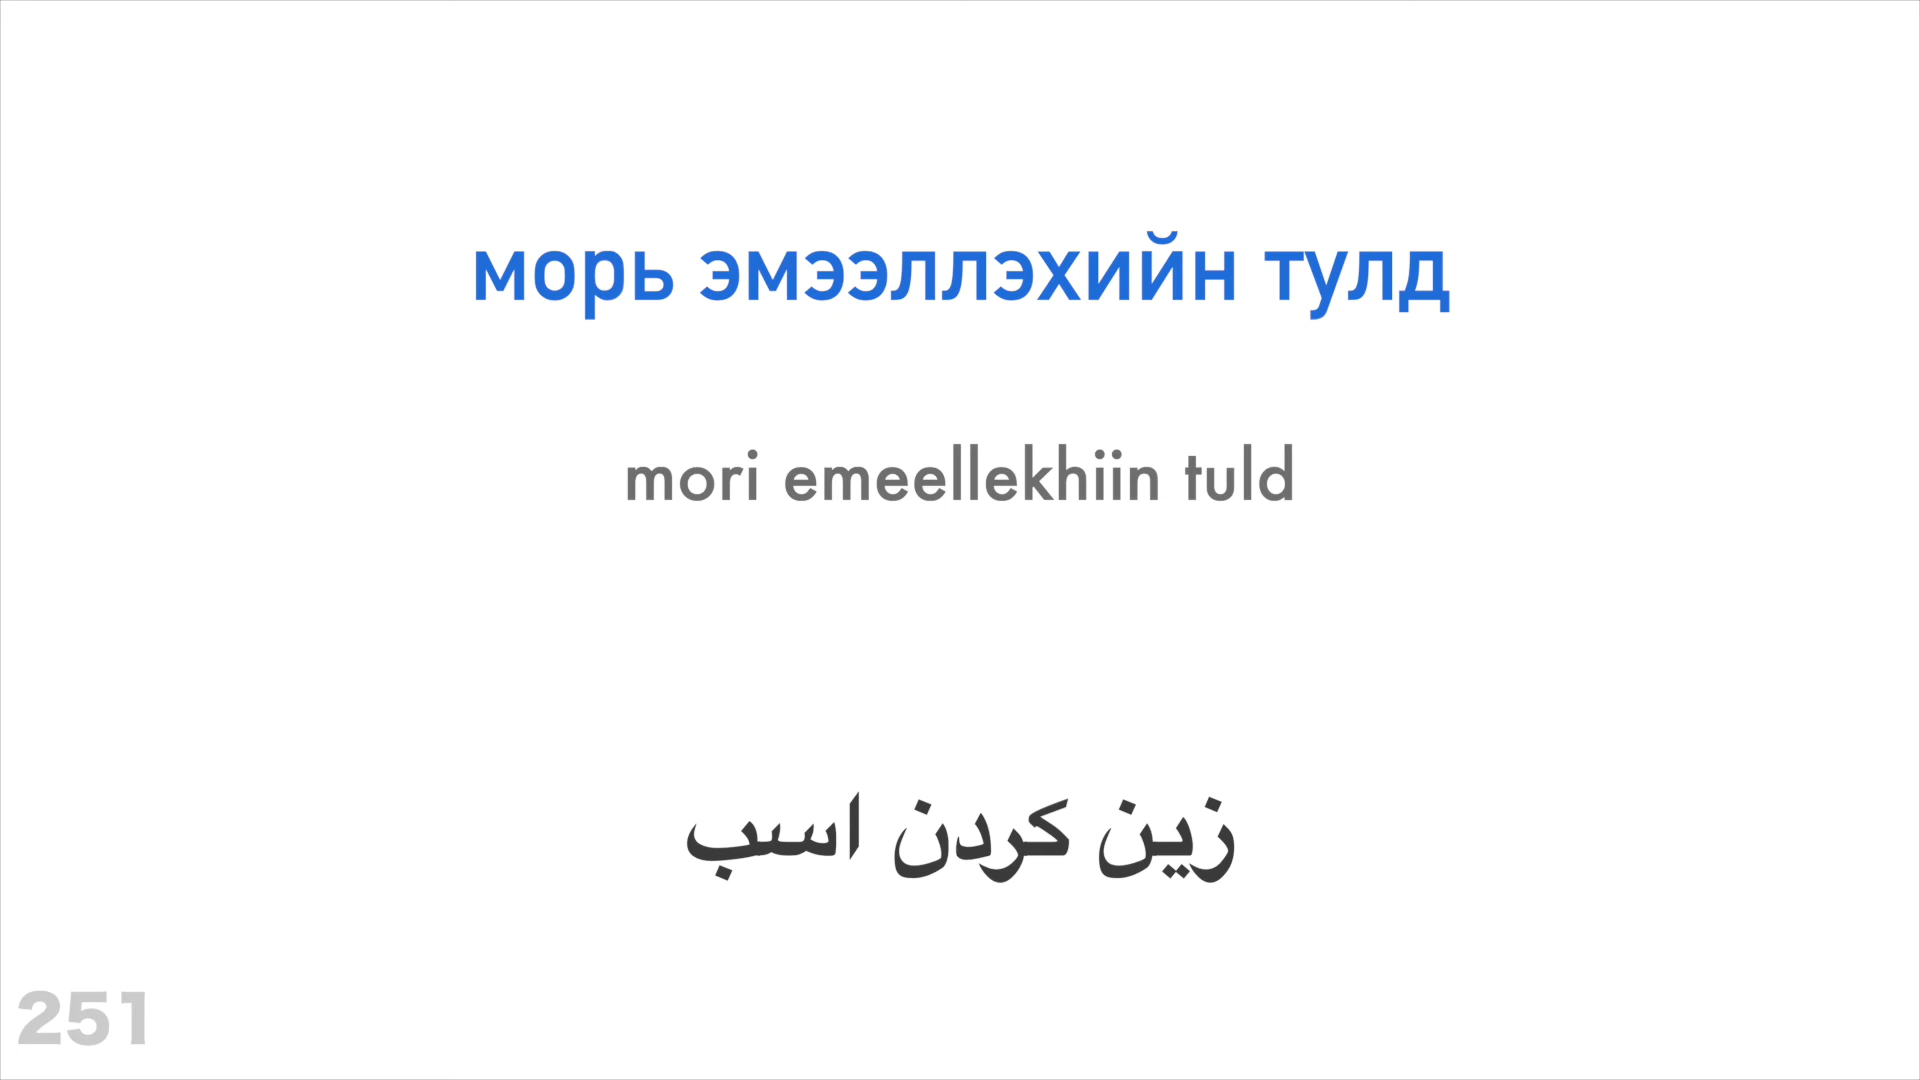 морь эмээллэхийн тулд
mori emeellekhiin tuld
زین کردن اسب
251